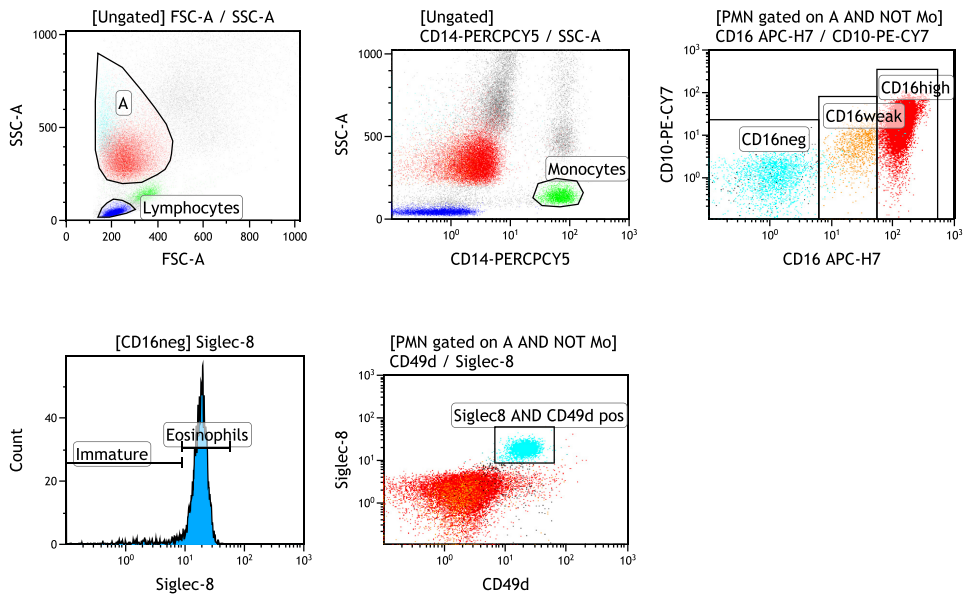 [Ungated] FSC-A / SSC-A
1000
500
0
SSC-A
A
Lymphocytes
0 200 400 600 800 1000
FSC-A
[Ungated]
CD14-PERCPCY5 / SSC-A
1000
500
0
SSC-A
Monocytes
10⁰ 10¹ 10² 10³
CD14-PERCPCY5
[PMN gated on A AND NOT Mo]
CD16 APC-H7 / CD10-PE-CY7
10³
10²
10¹
10⁰
CD10-PE-CY7
CD16high
CD16weak
CD16neg
10⁰ 10¹ 10² 10³
CD16 APC-H7
[CD16neg] Siglec-8
40
20
0
Count
Eosinophils
Immature
10⁰ 10¹ 10² 10³
Siglec-8
[PMN gated on A AND NOT Mo]
CD49d / Siglec-8
10³
10²
10¹
10⁰
Siglec-8
Siglec8 AND CD49d pos
10⁰ 10¹ 10² 10³
CD49d